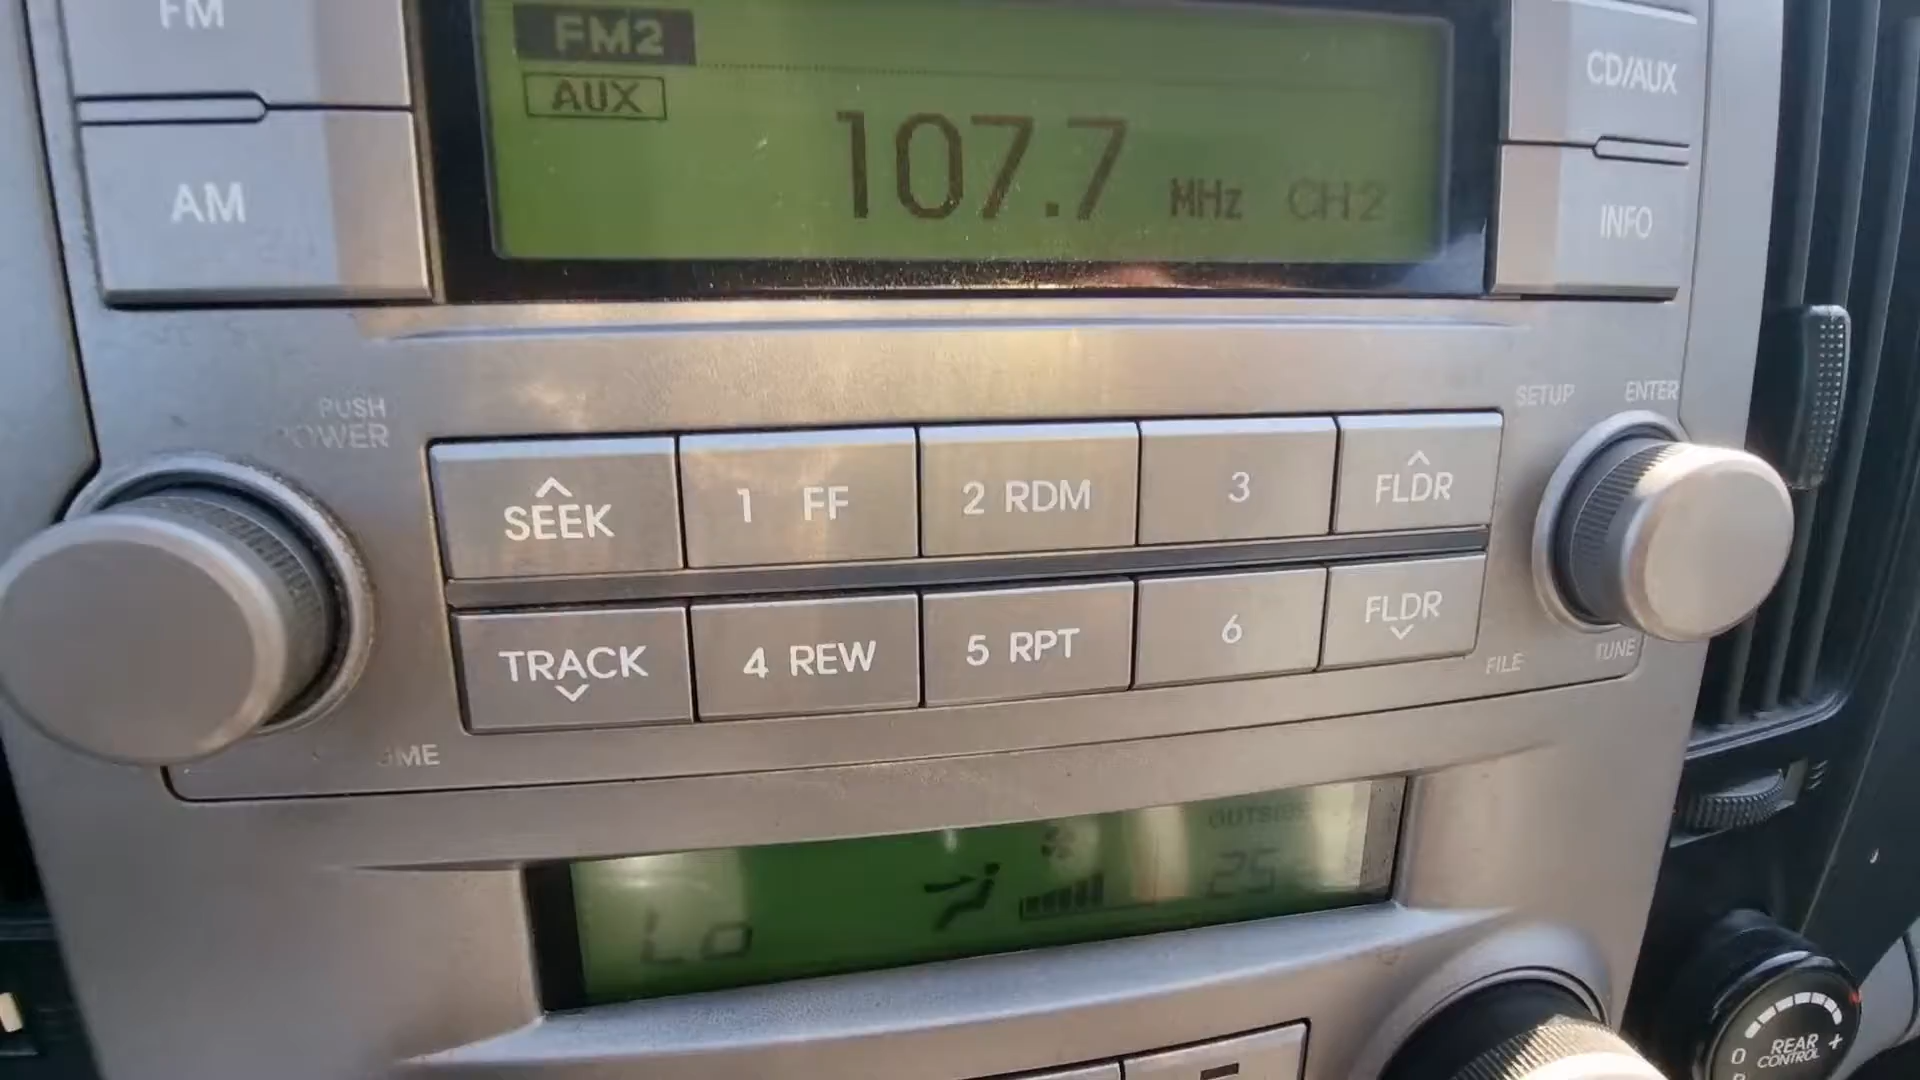 FM
FM2
CD/AUX
AUX
107.7 MHz CH2
AM
INFO
PUSH
POWER
SETUP ENTER
SEEK 1 FF 2 RDM 3 FLDR
TRACK 4 REW 5 RPT 6 FLDR
FILE TUNE
OUTSIDE
Lo 25
REAR
CONTROL
0 +